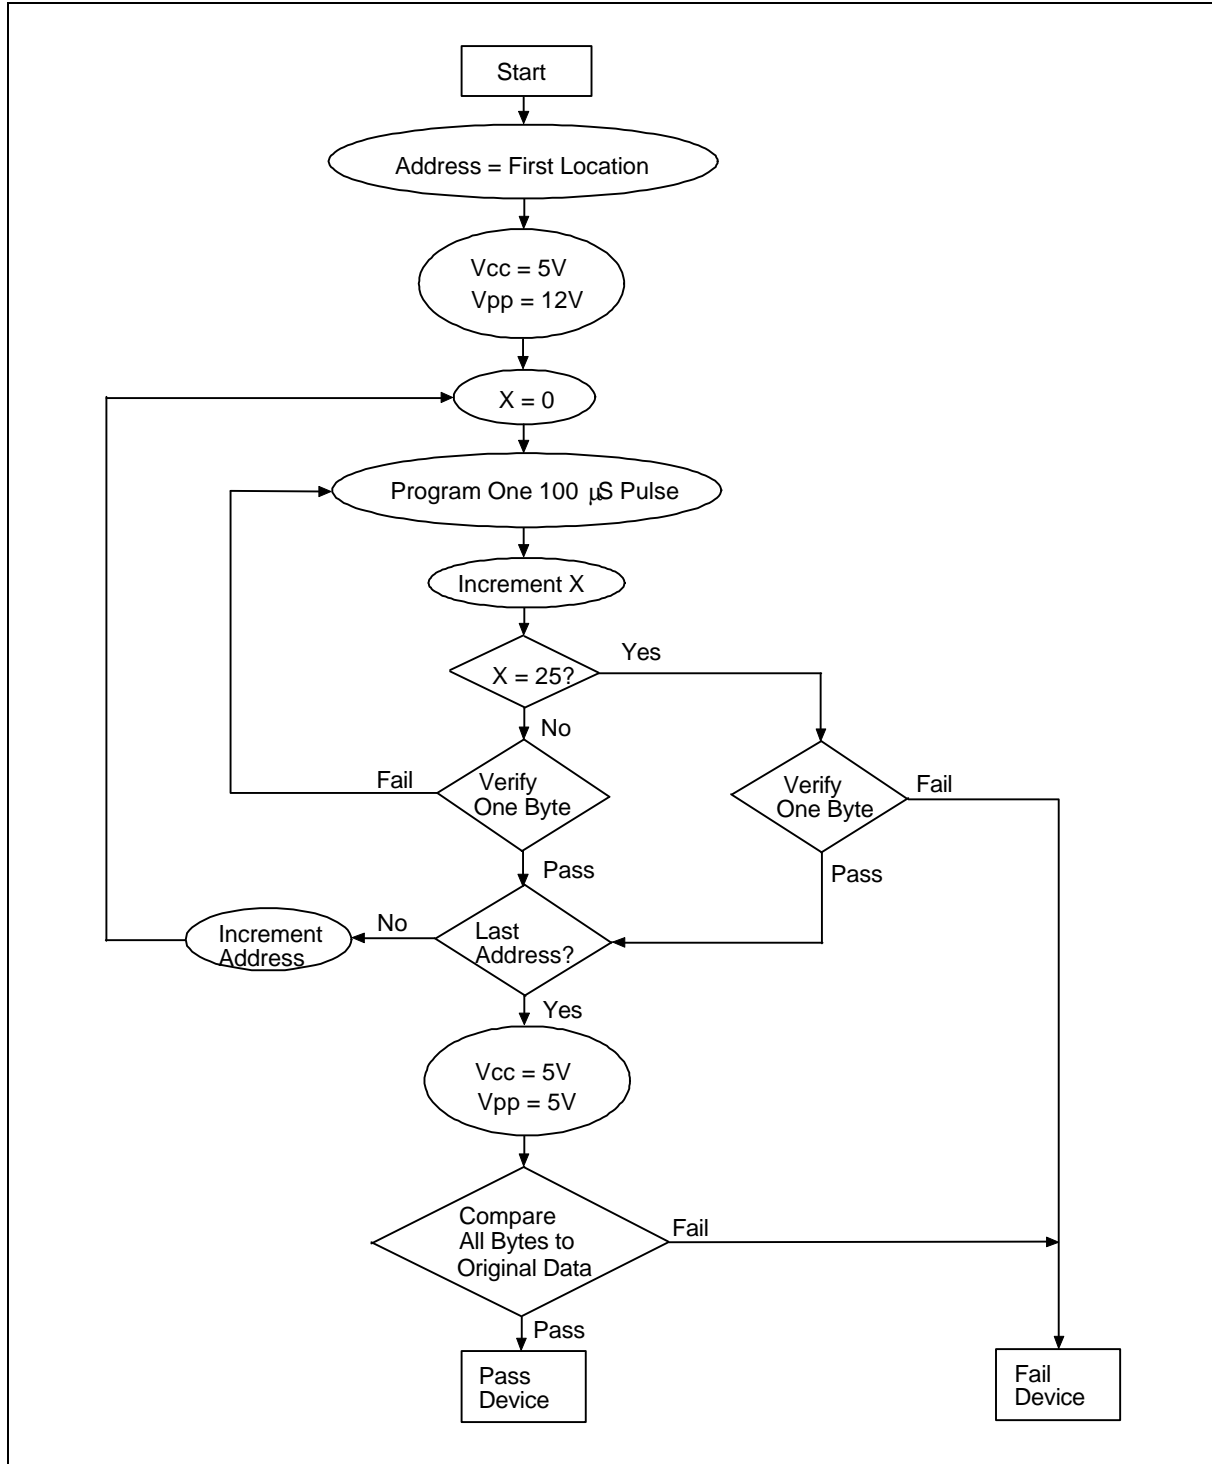 Start
Address = First Location
Vcc = 5V
Vpp = 12V
X = 0
Program One 100 µS Pulse
Increment X
X = 25?
Yes
No
Fail
Verify
One Byte
Verify
One Byte
Fail
Pass
Pass
Increment
Address
No
Last
Address?
Yes
Vcc = 5V
Vpp = 5V
Compare
All Bytes to
Original Data
Fail
Pass
Pass
Device
Fail
Device